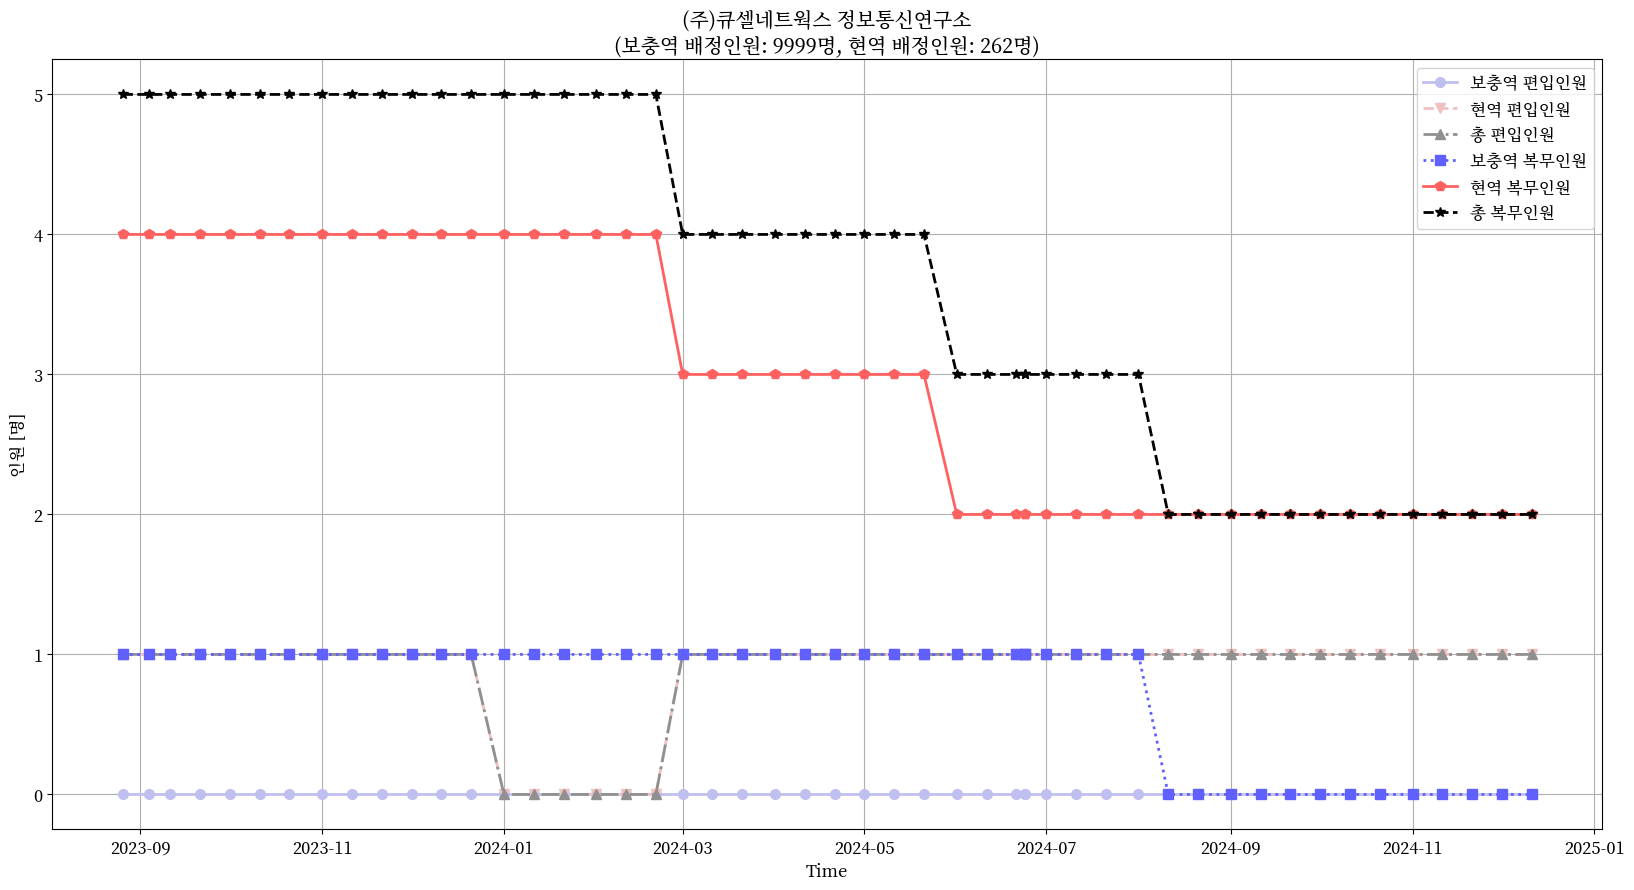 (주)큐셀네트웍스 정보통신연구소
(보충역 배정인원: 9999명, 현역 배정인원: 262명)
보충역 편입인원
현역 편입인원
총 편입인원
보충역 복무인원
현역 복무인원
총 복무인원
5
4
3
2
1
0
인원 [명]
2023-09
2023-11
2024-01
2024-03
2024-05
2024-07
2024-09
2024-11
2025-01
Time